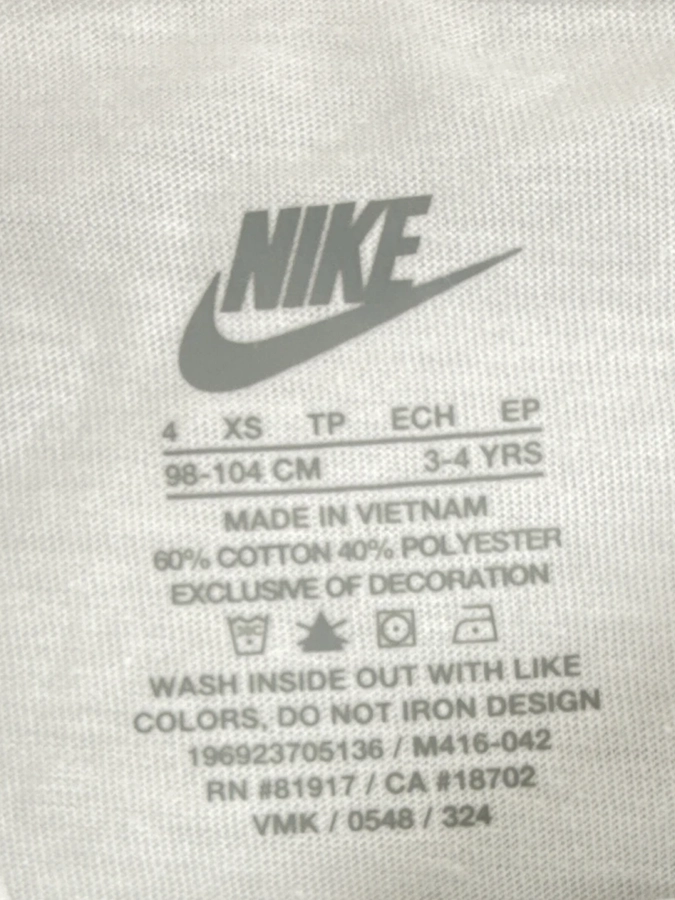 NIKE
4 XS TP ECH EP
98-104 CM 3-4 YRS
MADE IN VIETNAM
60% COTTON 40% POLYESTER
EXCLUSIVE OF DECORATION
WASH INSIDE OUT WITH LIKE
COLORS, DO NOT IRON DESIGN
196923705136 / M416-042
RN #81917 / CA #18702
VMK / 0548 / 324